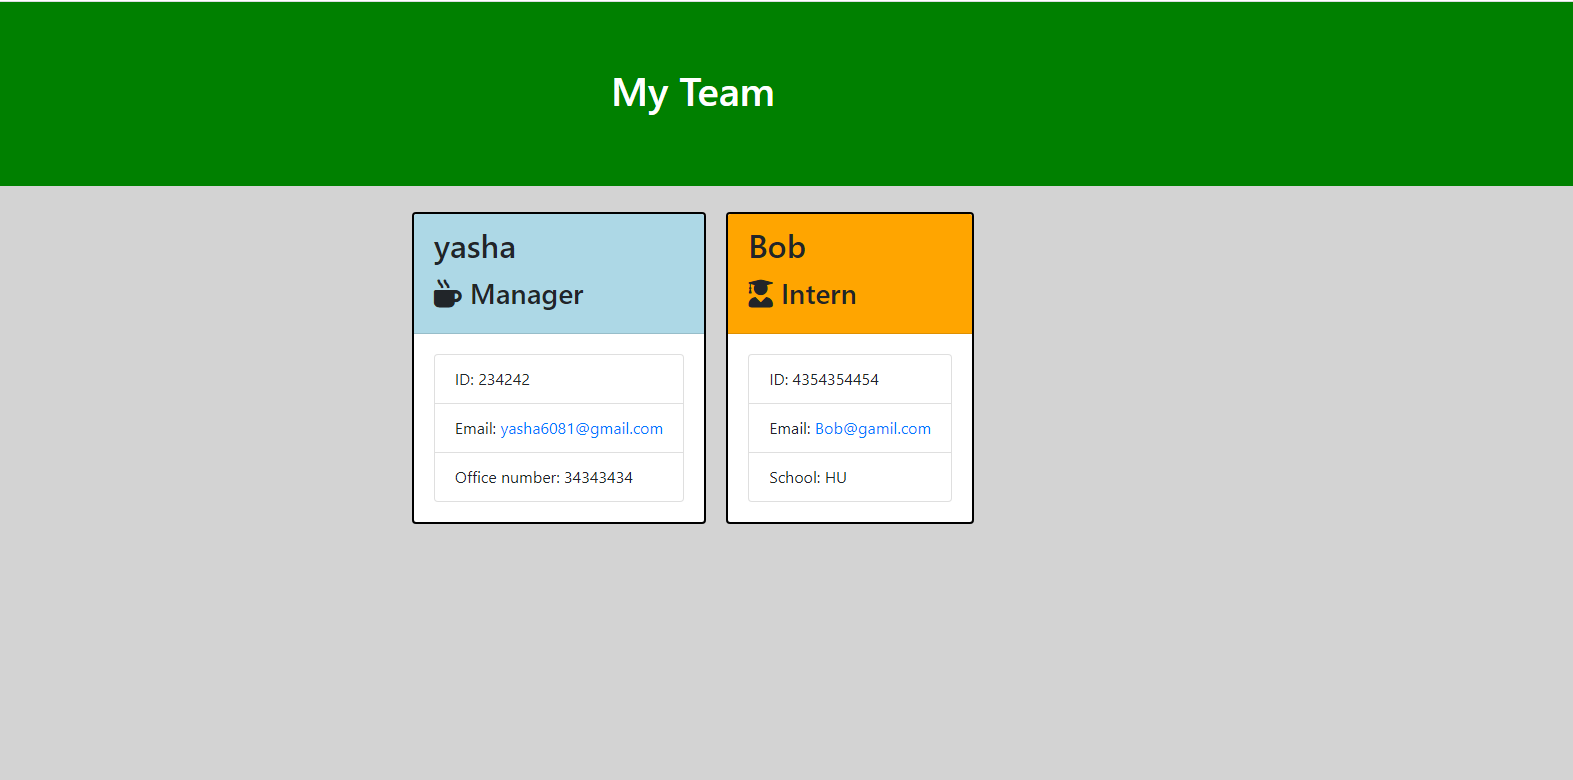 My Team
yasha
Manager
ID: 234242
Email: yasha6081@gmail.com
Office number: 34343434
Bob
Intern
ID: 4354354454
Email: Bob@gamil.com
School: HU